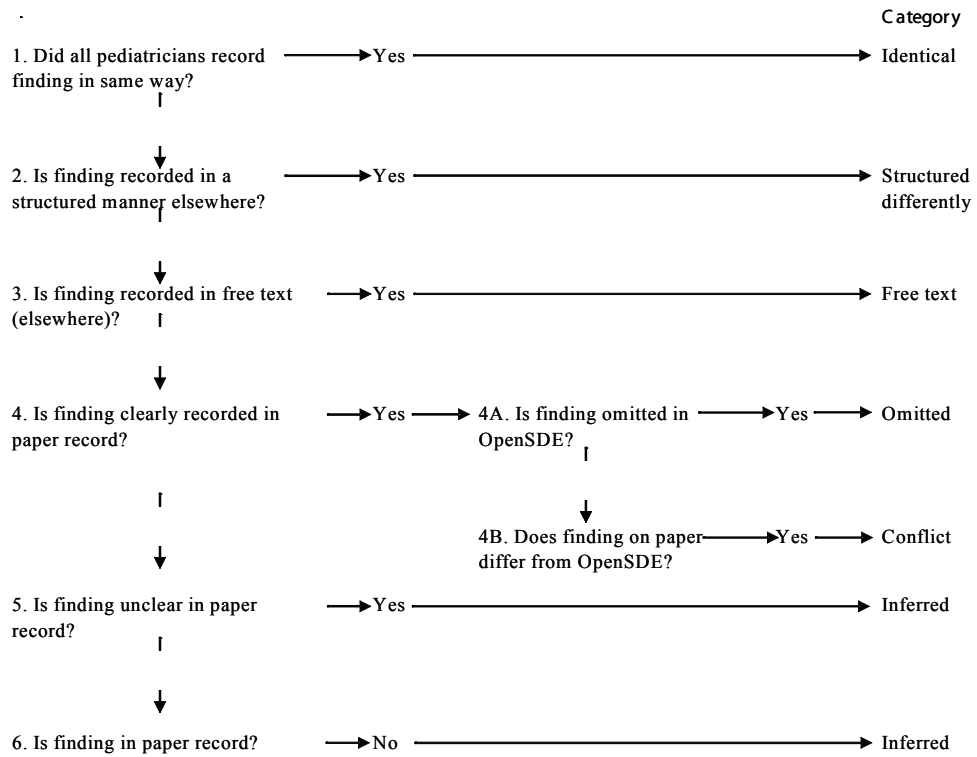 Category
1. Did all pediatricians record Yes Identical
finding in same way?
2. Is finding recorded in a Yes Structured
structured manner elsewhere? differently
3. Is finding recorded in free text Yes Free text
(elsewhere)?
4. Is finding clearly recorded in Yes 4A. Is finding omitted in Yes Omitted
paper record? OpenSDE?
4B. Does finding on paper Yes Conflict
differ from OpenSDE?
5. Is finding unclear in paper Yes Inferred
record?
6. Is finding in paper record? No Inferred